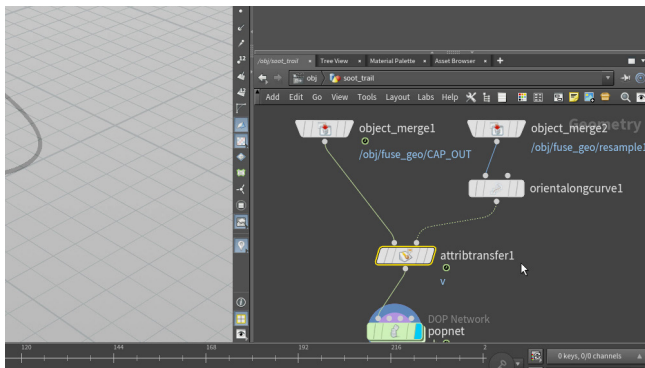 /obj/soot_trail
Tree View
Material Palette
Asset Browser
obj
soot_trail
Add Edit Go View Tools Layout Labs Help
Geometry
object_merge1
/obj/fuse_geo/CAP_OUT
object_merge2
/obj/fuse_geo/resample1
orientalongcurve1
attribtransfer1
v
DOP Network
popnet
120 144 168 192 216 2
0 keys, 0/0 channels